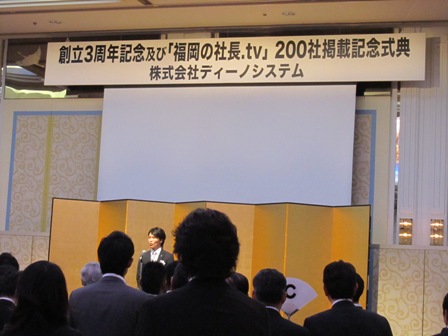 創立3周年記念及び「福岡の社長.tv」200社掲載記念式典
株式会社ディーノシステム
C